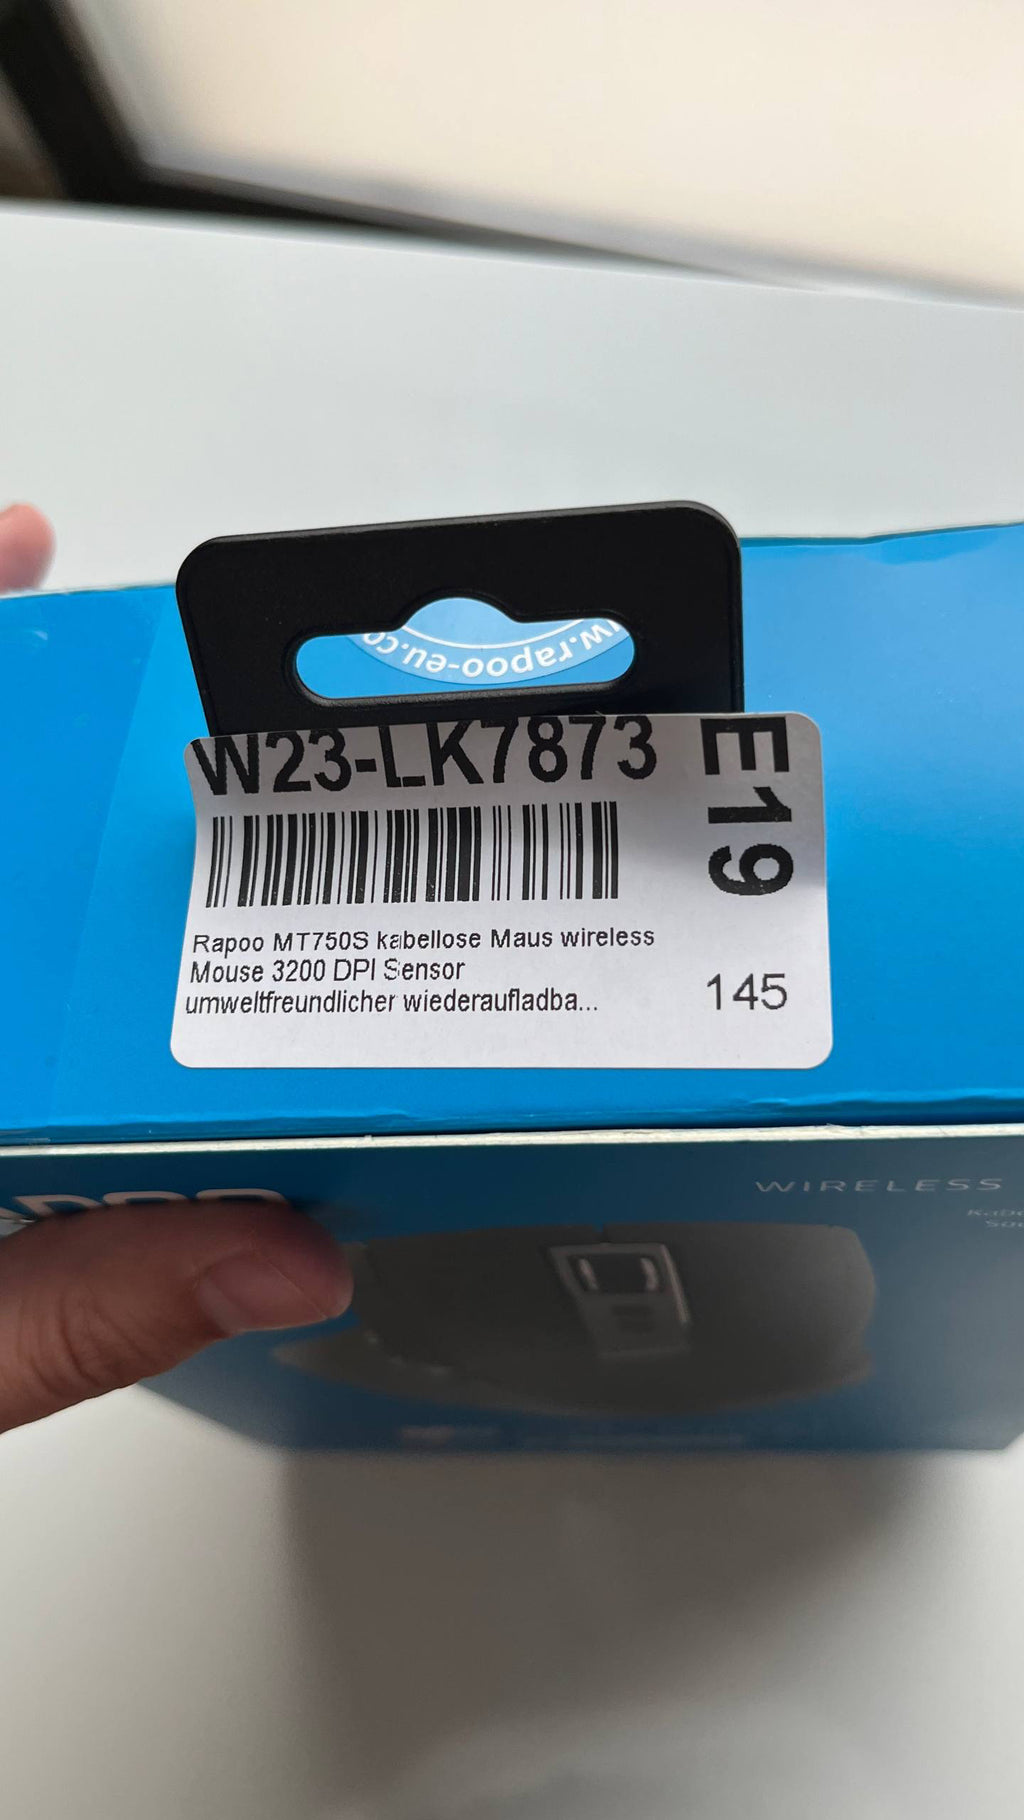 www.rapoo-eu.co
W23-LK7873
E19
Rapoo MT750S kabellose Maus wireless
Mouse 3200 DPI Sensor
umweltfreundlicher wiederaufladba...
145
WIRELESS